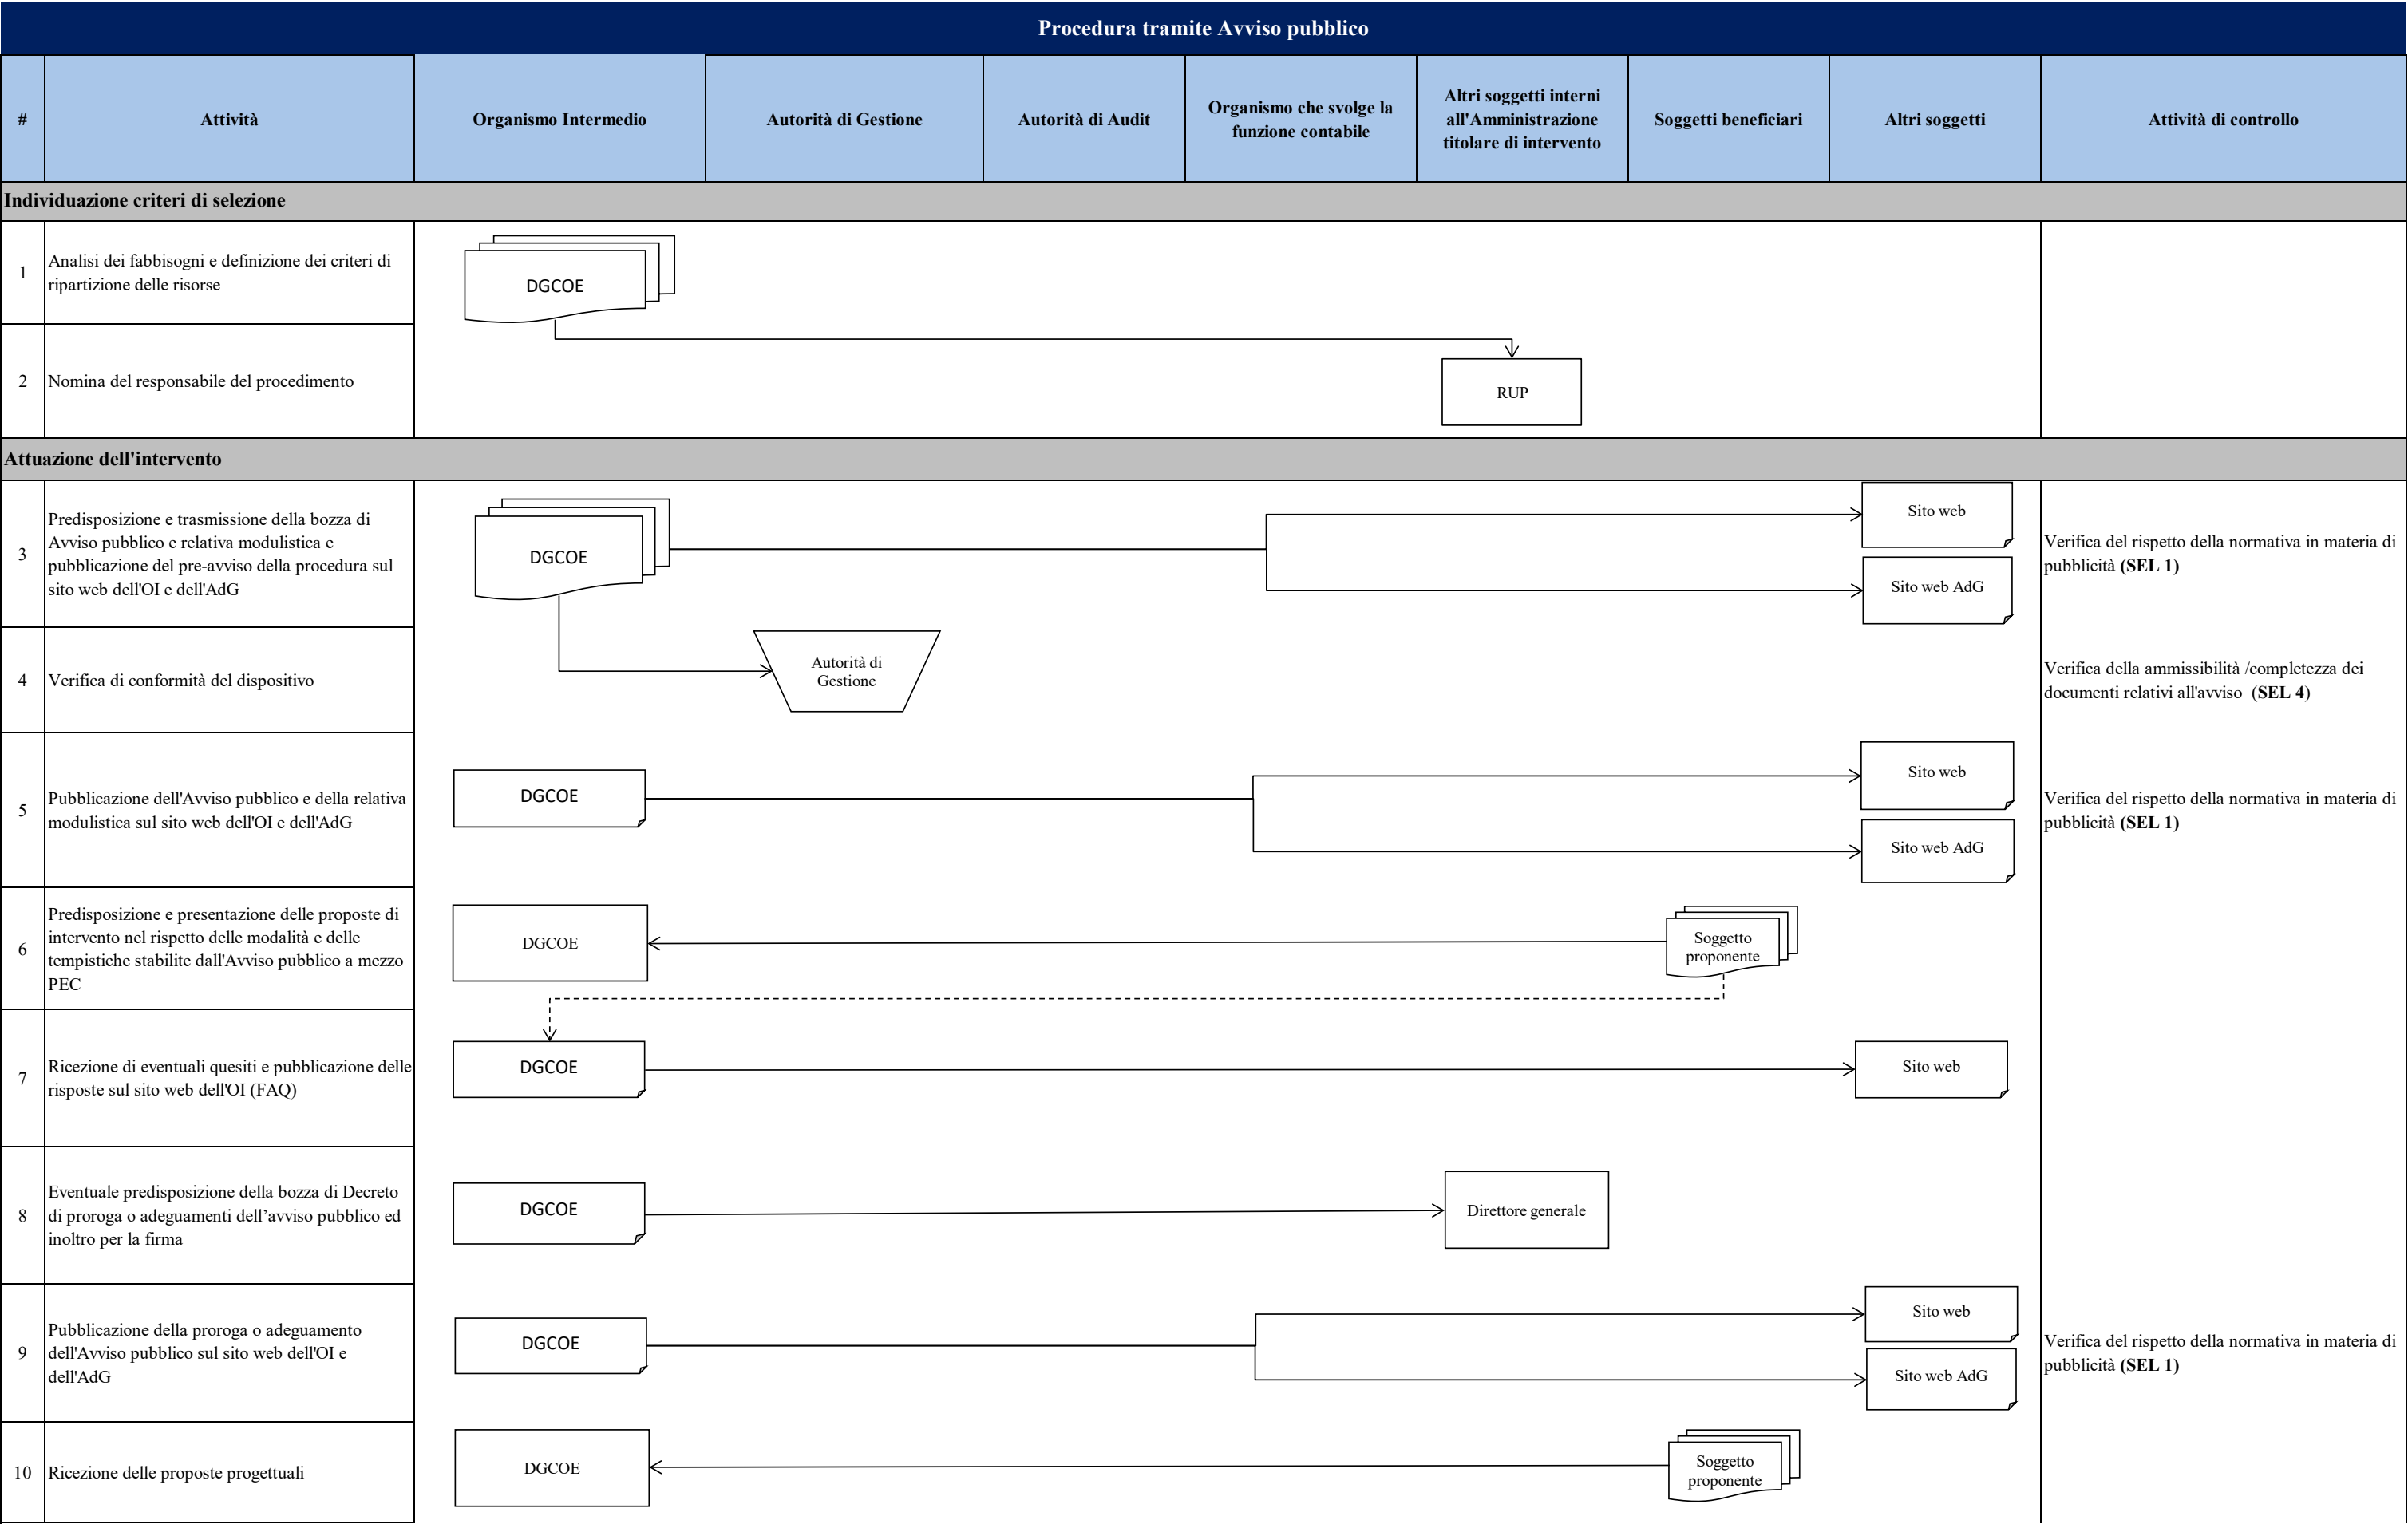 Procedura tramite Avviso pubblico
#
Attività
Organismo Intermedio
Autorità di Gestione
Autorità di Audit
Organismo che svolge la
funzione contabile
Altri soggetti interni
all'Amministrazione
titolare di intervento
Soggetti beneficiari
Altri soggetti
Attività di controllo
Individuazione criteri di selezione
1
Analisi dei fabbisogni e definizione dei criteri di
ripartizione delle risorse
DGCOE
2
Nomina del responsabile del procedimento
RUP
Attuazione dell'intervento
3
Predisposizione e trasmissione della bozza di
Avviso pubblico e relativa modulistica e
pubblicazione del pre-avviso della procedura sul
sito web dell'OI e dell'AdG
DGCOE
Sito web
Sito web AdG
Verifica del rispetto della normativa in materia di
pubblicità (SEL 1)
4
Verifica di conformità del dispositivo
Autorità di
Gestione
Verifica della ammissibilità /completezza dei
documenti relativi all'avviso (SEL 4)
5
Pubblicazione dell'Avviso pubblico e della relativa
modulistica sul sito web dell'OI e dell'AdG
DGCOE
Sito web
Sito web AdG
Verifica del rispetto della normativa in materia di
pubblicità (SEL 1)
6
Predisposizione e presentazione delle proposte di
intervento nel rispetto delle modalità e delle
tempistiche stabilite dall'Avviso pubblico a mezzo
PEC
DGCOE
Soggetto
proponente
7
Ricezione di eventuali quesiti e pubblicazione delle
risposte sul sito web dell'OI (FAQ)
DGCOE
Sito web
8
Eventuale predisposizione della bozza di Decreto
di proroga o adeguamenti dell’avviso pubblico ed
inoltro per la firma
DGCOE
Direttore generale
9
Pubblicazione della proroga o adeguamento
dell'Avviso pubblico sul sito web dell'OI e
dell'AdG
DGCOE
Sito web
Sito web AdG
Verifica del rispetto della normativa in materia di
pubblicità (SEL 1)
10
Ricezione delle proposte progettuali
DGCOE
Soggetto
proponente